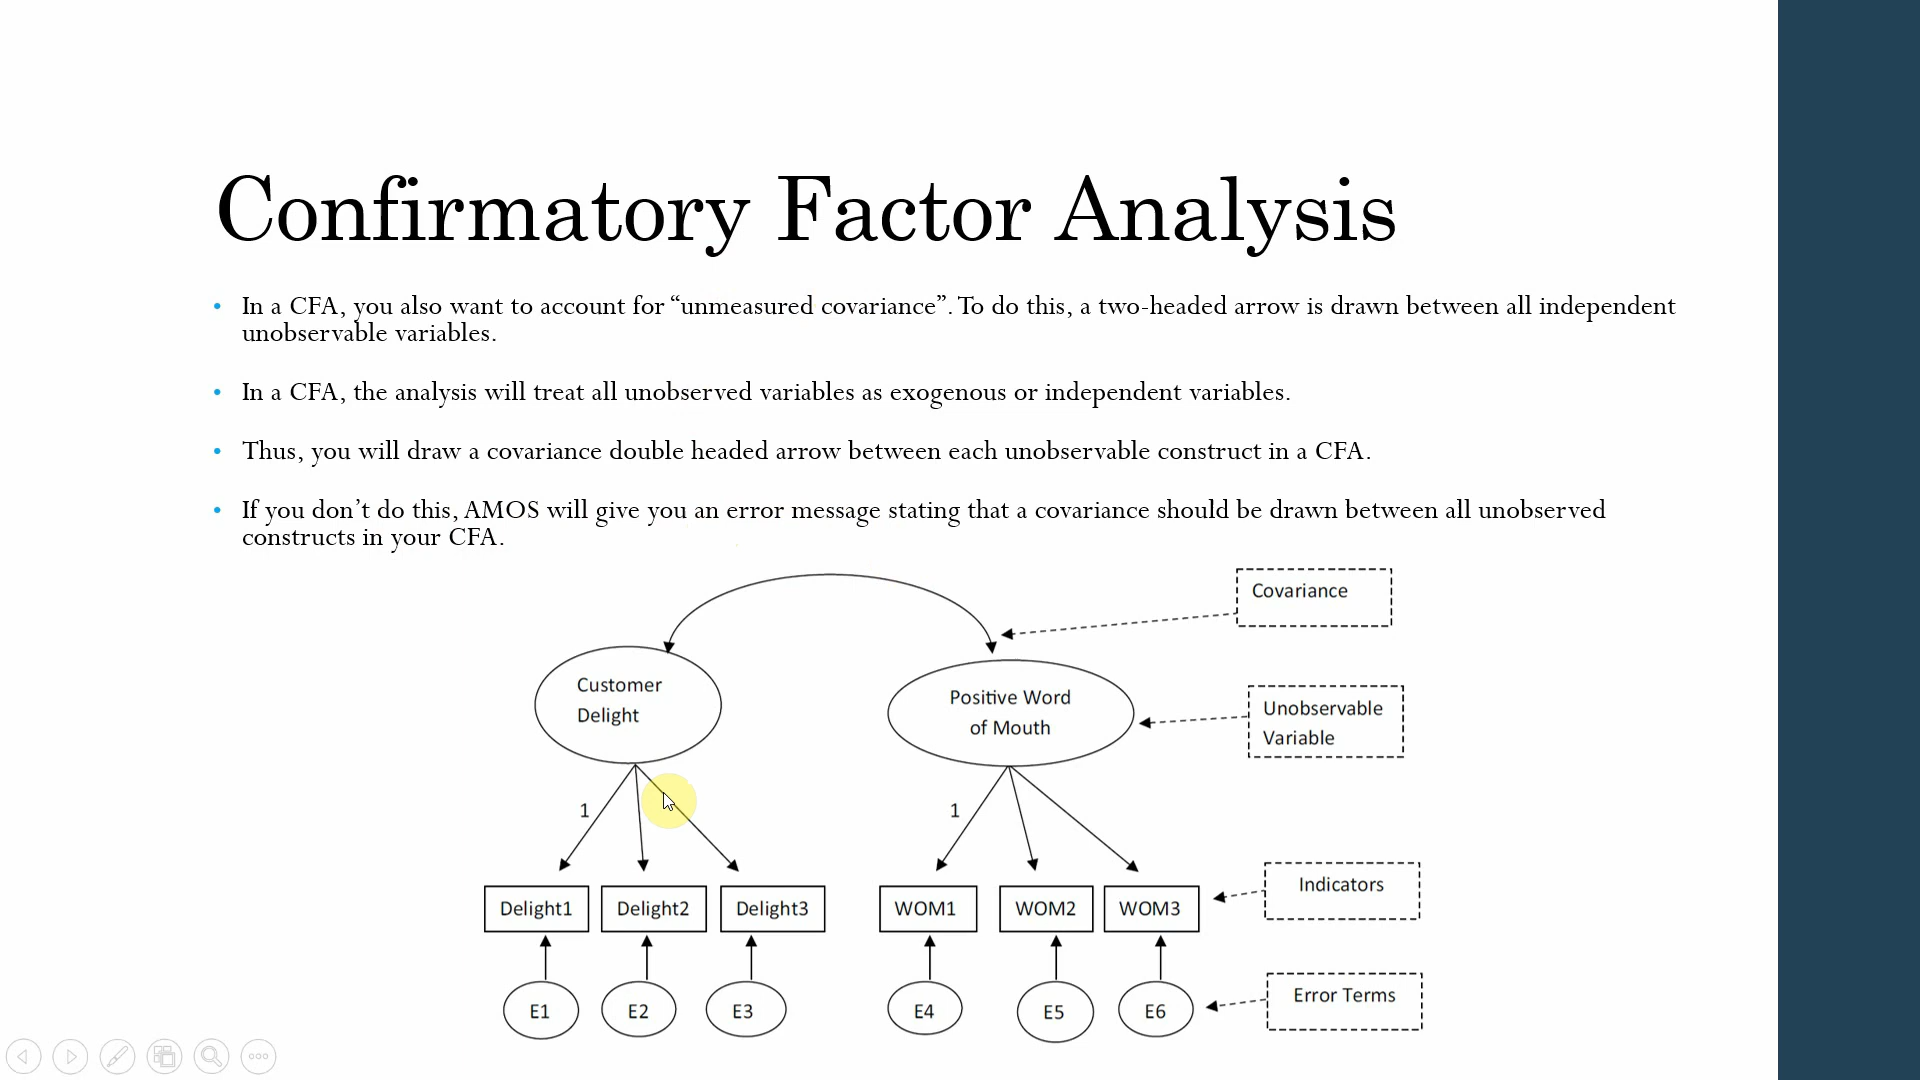 Confirmatory Factor Analysis
• In a CFA, you also want to account for “unmeasured covariance”. To do this, a two-headed arrow is drawn between all independent
unobservable variables.
• In a CFA, the analysis will treat all unobserved variables as exogenous or independent variables.
• Thus, you will draw a covariance double headed arrow between each unobservable construct in a CFA.
• If you don’t do this, AMOS will give you an error message stating that a covariance should be drawn between all unobserved
constructs in your CFA.
Covariance
Customer
Delight
Positive Word
of Mouth
Unobservable
Variable
1
1
Delight1
Delight2
Delight3
WOM1
WOM2
WOM3
Indicators
E1
E2
E3
E4
E5
E6
Error Terms